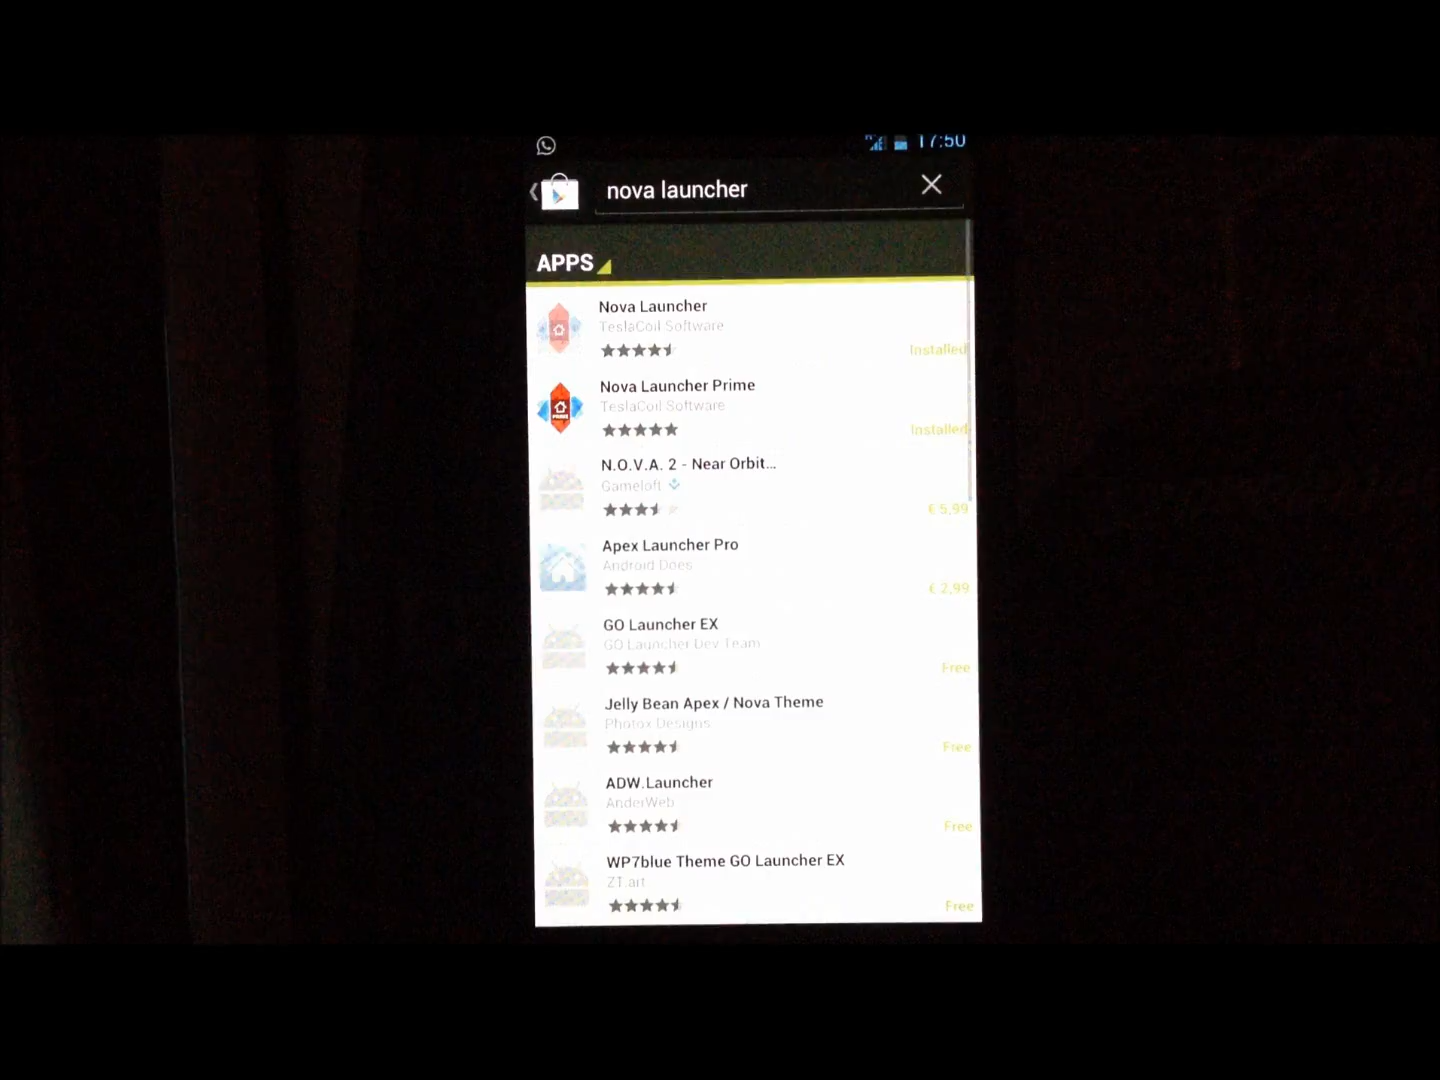 17:50
nova launcher
APPS
Nova Launcher
TeslaCoil Software
Installed
Nova Launcher Prime
TeslaCoil Software
Installed
N.O.V.A. 2 - Near Orbit...
Gameloft
€ 5,99
Apex Launcher Pro
Android Does
€ 2,99
GO Launcher EX
GO Launcher Dev Team
Free
Jelly Bean Apex / Nova Theme
Photox Designs
Free
ADW.Launcher
AnderWeb
Free
WP7blue Theme GO Launcher EX
ZT.art
Free